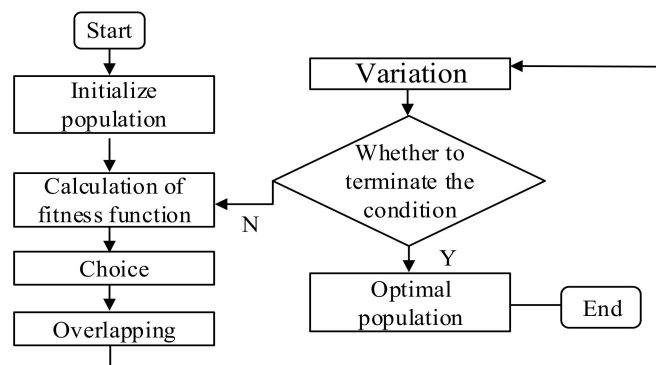 Start
Initialize
population
Calculation of
fitness function
Choice
Overlapping
Variation
Whether to
terminate the
condition
N
Y
Optimal
population
End